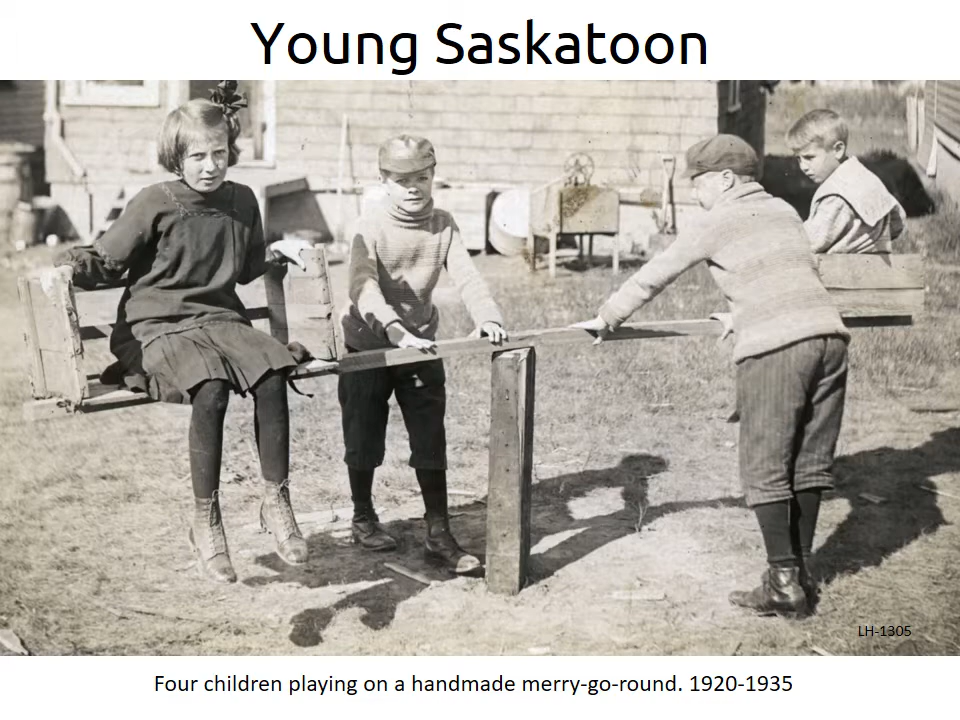 Young Saskatoon
LH-1305
Four children playing on a handmade merry-go-round. 1920-1935